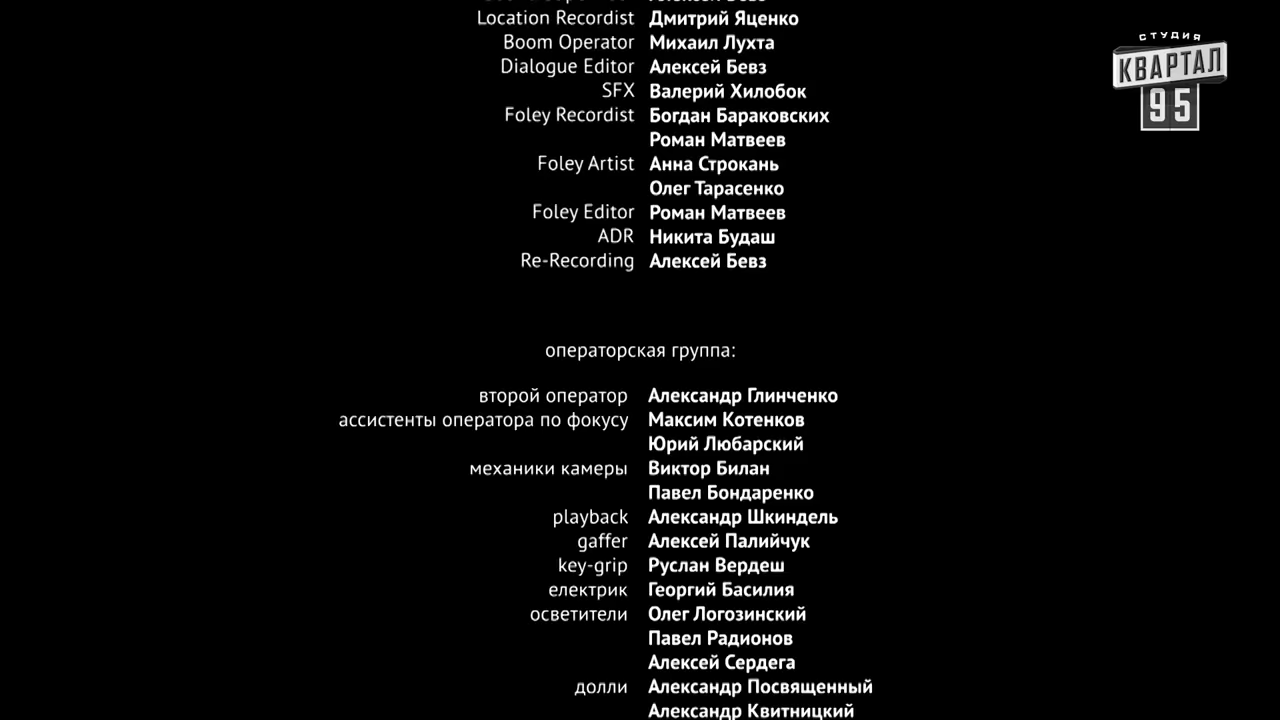 Location Recordist Дмитрий Яценко
Boom Operator Михаил Лухта
Dialogue Editor Алексей Бевз
SFX Валерий Хилобок
Foley Recordist Богдан Бараковских
Роман Матвеев
Foley Artist Анна Строкань
Олег Тарасенко
Foley Editor Роман Матвеев
ADR Никита Будаш
Re-Recording Алексей Бевз
СТУДИЯ
КВАРТАЛ
95
операторская группа:
второй оператор Александр Глинченко
ассистенты оператора по фокусу Максим Котенков
Юрий Любарский
механики камеры Виктор Билан
Павел Бондаренко
playback Александр Шкиндель
gaffer Алексей Палийчук
key-grip Руслан Вердеш
електрик Георгий Басилия
осветители Олег Логозинский
Павел Радионов
Алексей Сердега
долли Александр Посвященный
Александр Квитницкий